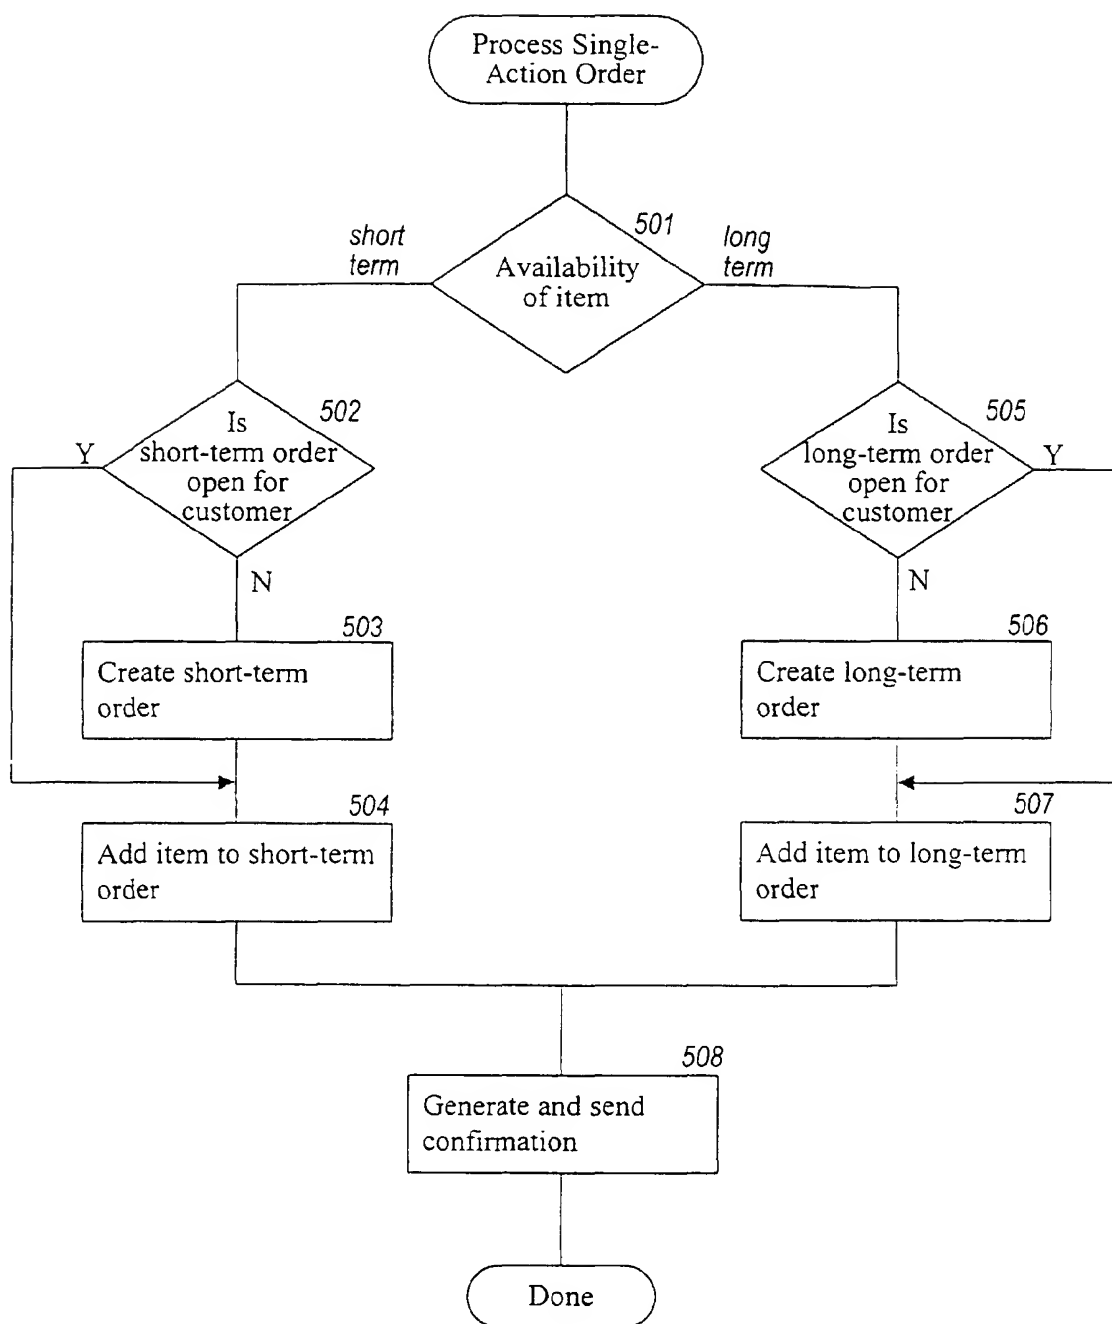 Process Single-
Action Order
501
short
term
long
term
Availability
of item
502
Is
short-term order
open for
customer
Y
N
505
Is
long-term order
open for
customer
Y
N
503
Create short-term
order
506
Create long-term
order
504
Add item to short-term
order
507
Add item to long-term
order
508
Generate and send
confirmation
Done